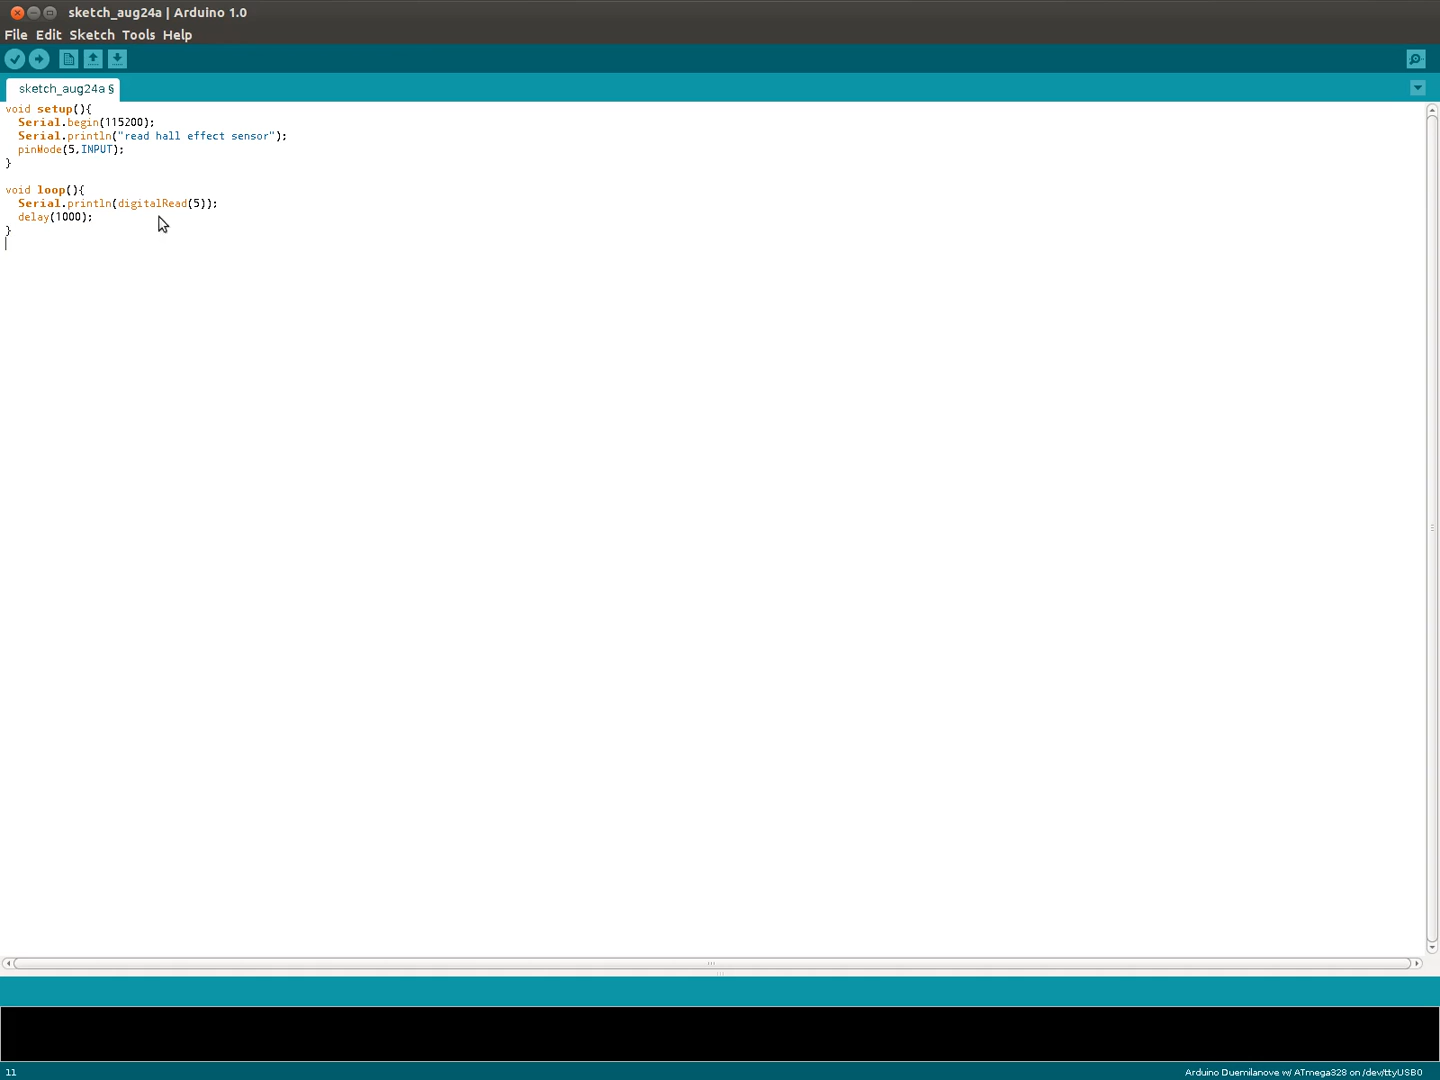 sketch_aug24a | Arduino 1.0
File Edit Sketch Tools Help
sketch_aug24a §
void setup(){
Serial.begin(115200);
Serial.println("read hall effect sensor");
pinMode(5,INPUT);
}
void loop(){
Serial.println(digitalRead(5));
delay(1000);
}
11
Arduino Duemilanove w/ ATmega328 on /dev/ttyUSB0